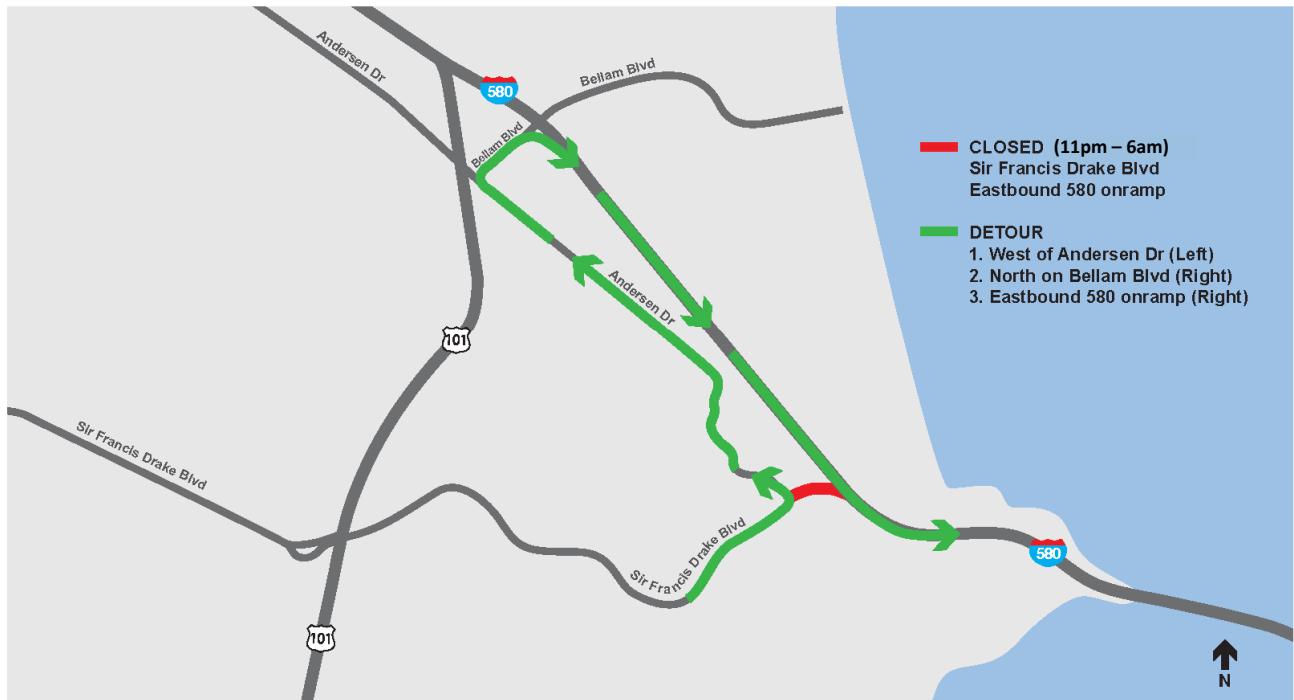 Andersen Dr
580
Bellam Blvd
Bellam Blvd
CLOSED (11pm – 6am)
Sir Francis Drake Blvd
Eastbound 580 onramp
DETOUR
1. West of Andersen Dr (Left)
2. North on Bellam Blvd (Right)
3. Eastbound 580 onramp (Right)
Andersen Dr
101
Sir Francis Drake Blvd
Sir Francis Drake Blvd
580
101
N